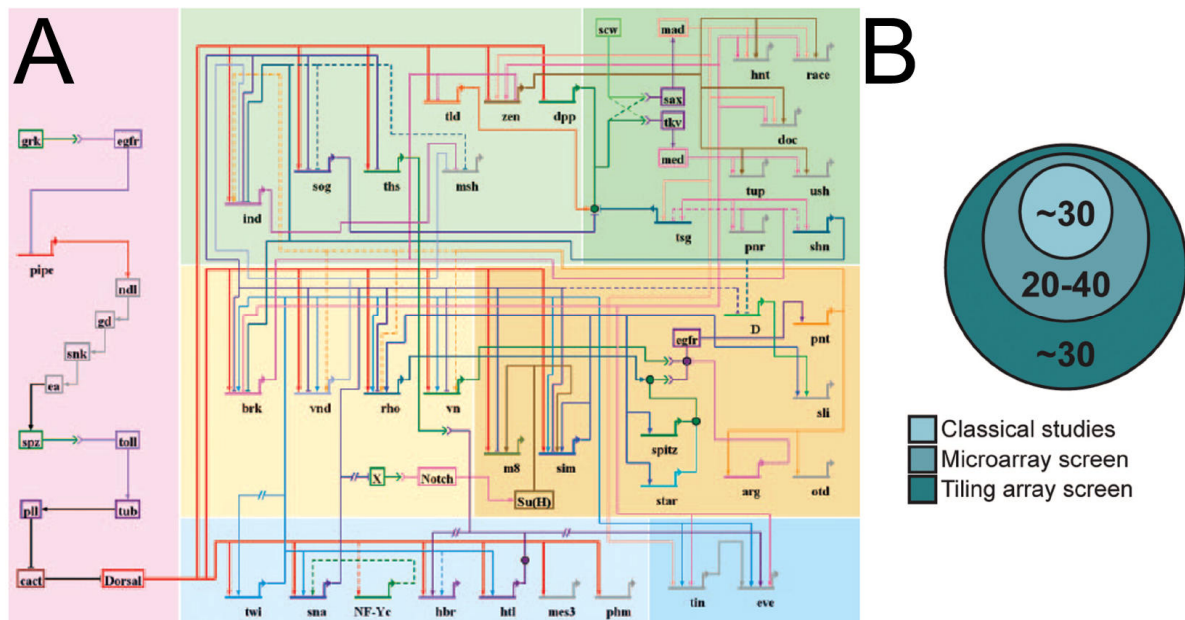 A
B
grk
egfr
pipe
ndl
gd
snk
ea
spz
toll
pll
tub
cact
Dorsal
scw
mad
hnt
race
tld
zen
dpp
sax
tkv
doc
med
sog
ths
msh
tup
ush
ind
tsg
pnr
shn
D
pnt
egfr
brk
vnd
rho
vn
sli
m8
sim
spitz
X
Notch
Su(H)
star
arg
otd
twi
sna
NF-Yc
hbr
htl
mes3
phm
tin
eve
~30
20-40
~30
Classical studies
Microarray screen
Tiling array screen